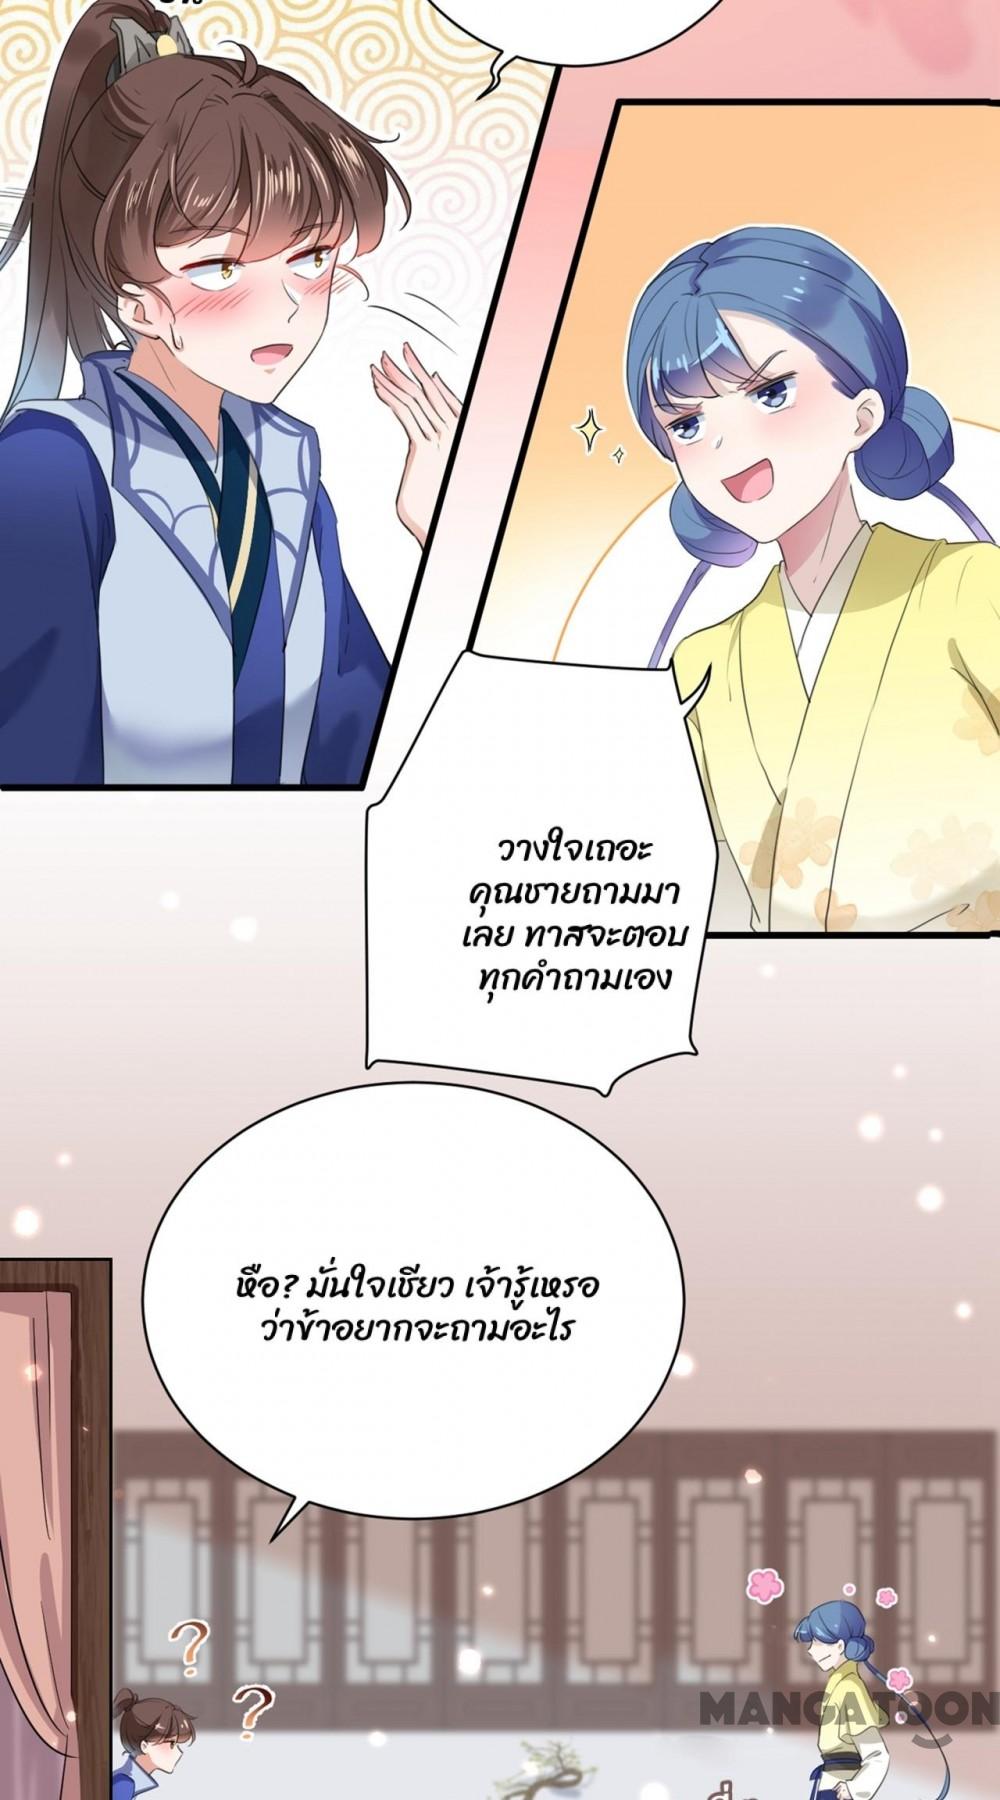 วางใจเถอะ
คุณชายถามมา
เลย ทาสจะตอบ
ทุกคำถามเอง
หือ? มั่นใจเชียว เจ้ารู้เหรอ
ว่าข้าอยากจะถามอะไร
?
?
MANGATOON